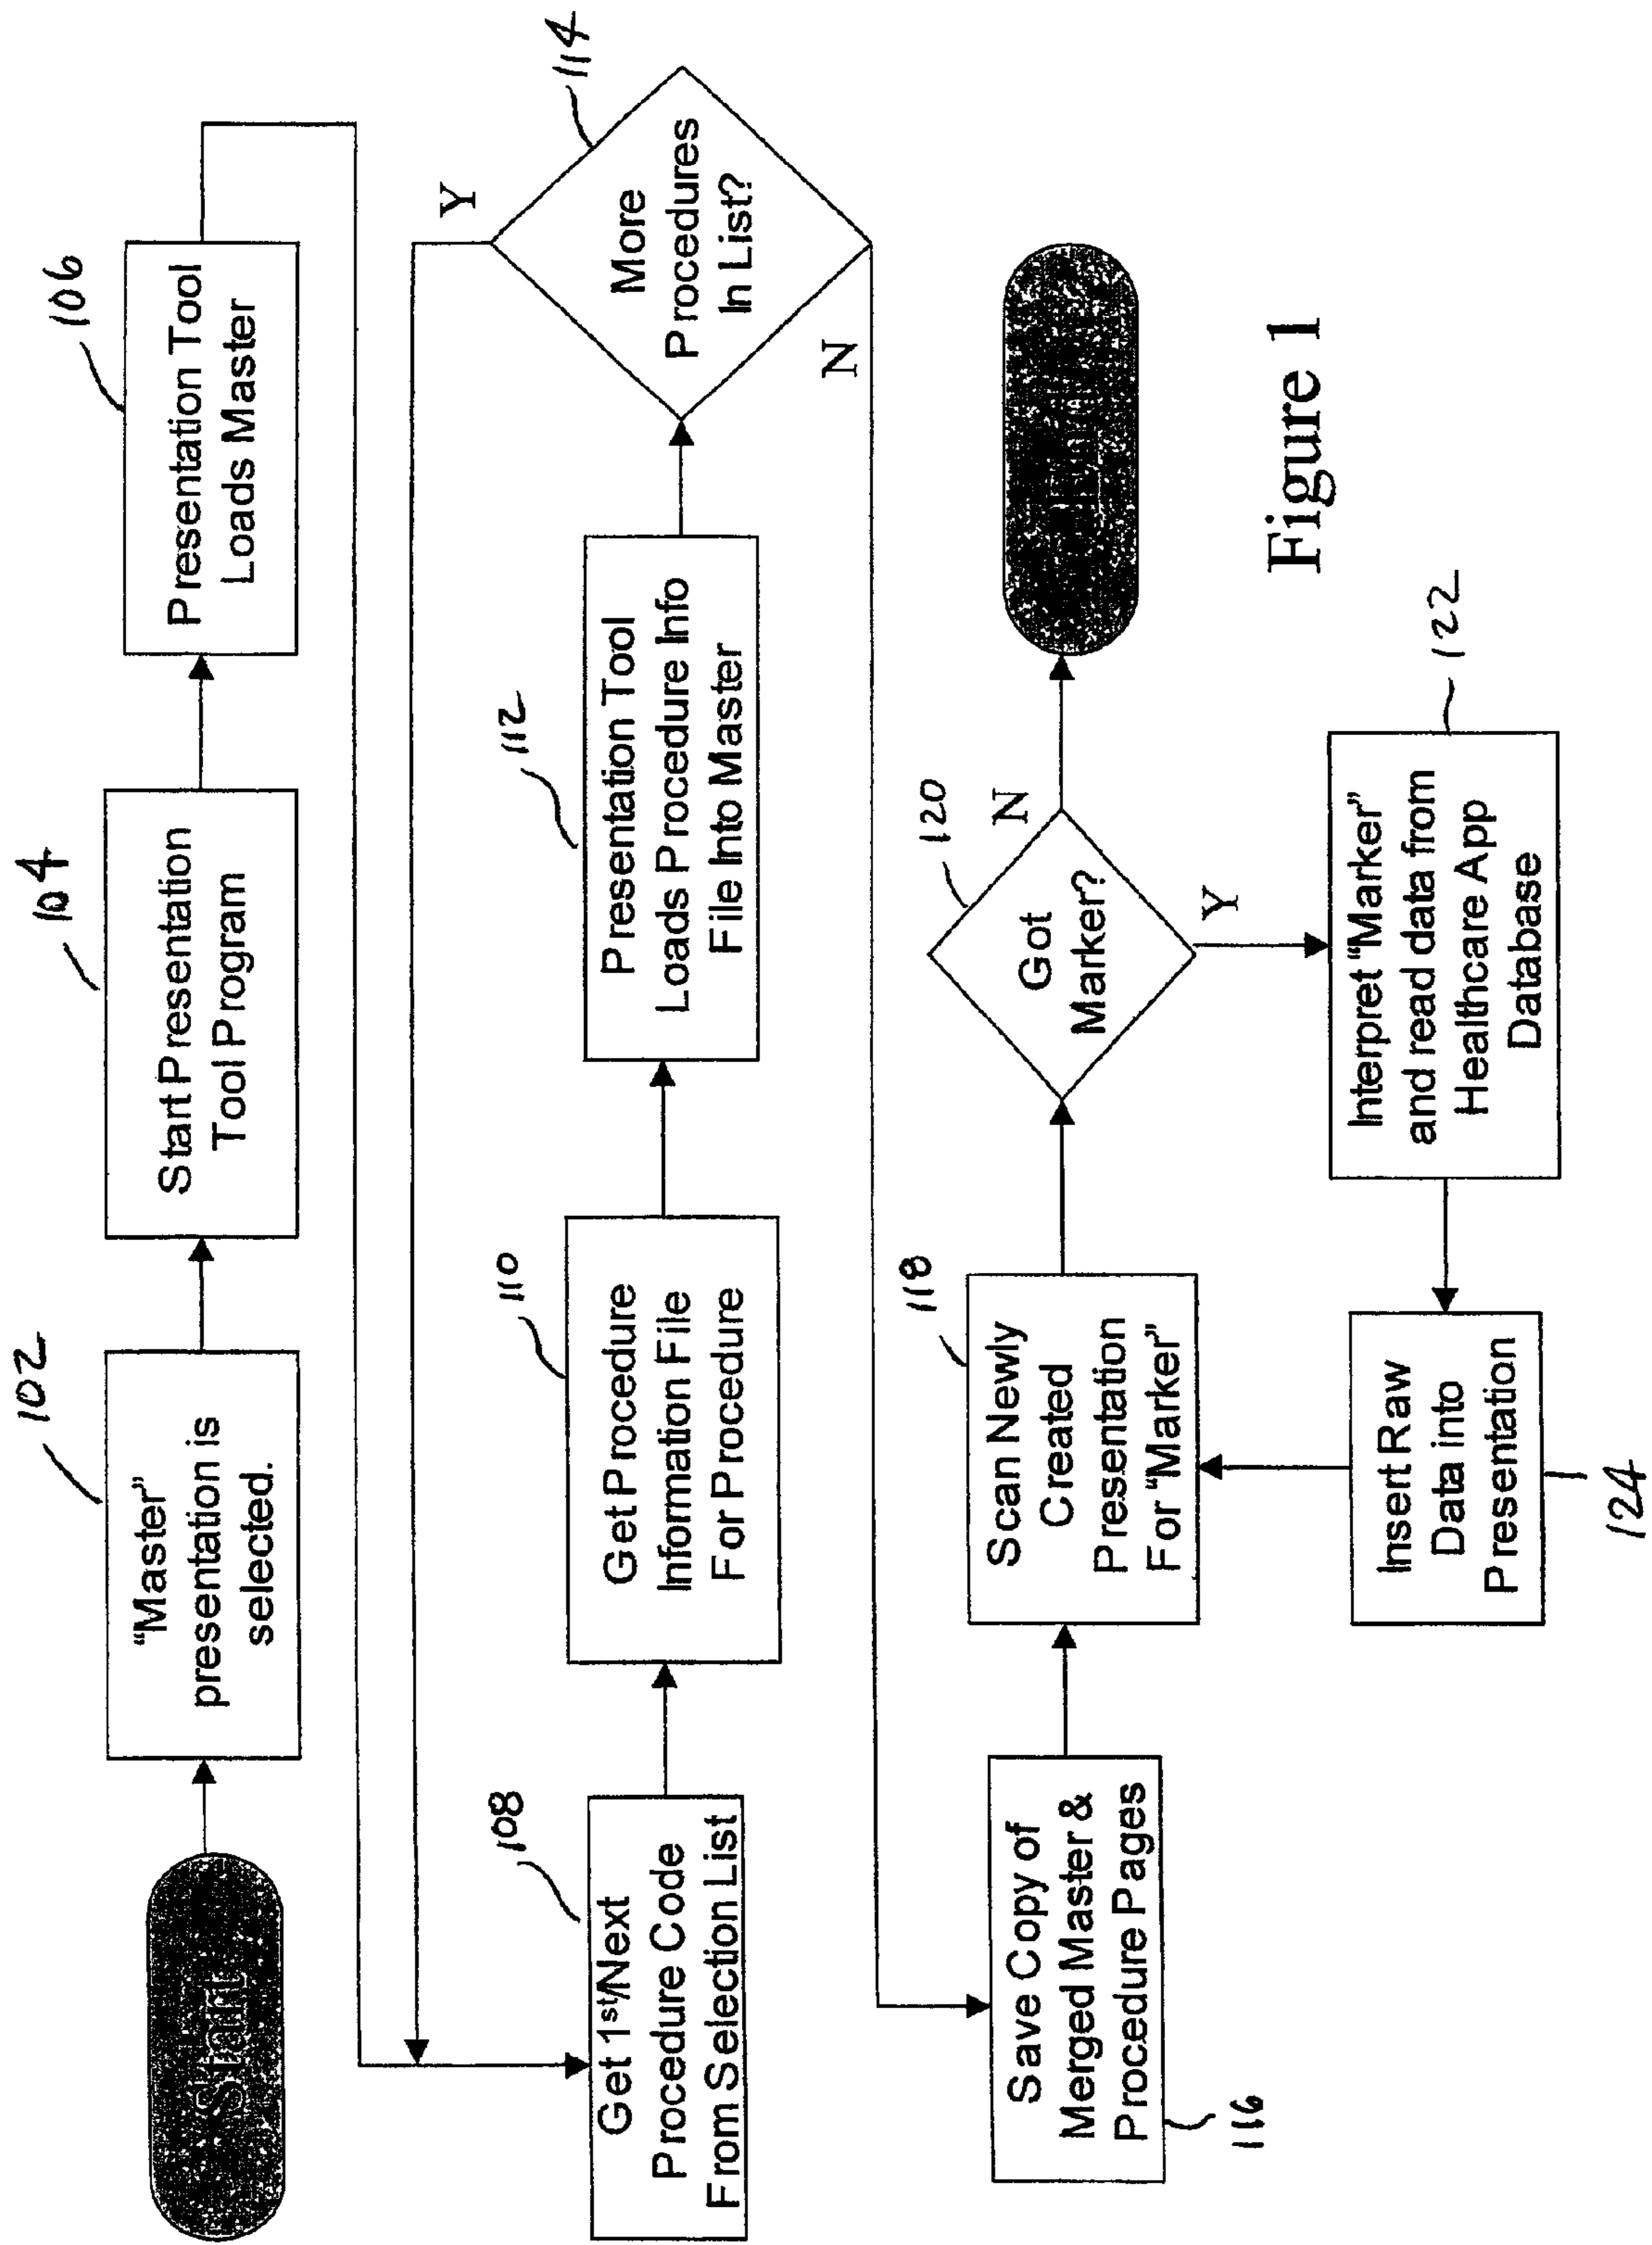 Start
102
"Master"
presentation is
selected.
104
Start Presentation
Tool Program
106
Presentation Tool
Loads Master
108
Get 1st/Next
Procedure Code
From Selection List
110
Get Procedure
Information File
For Procedure
112
Presentation Tool
Loads Procedure Info
File Into Master
114
More
Procedures
In List?
Y
N
116
Save Copy of
Merged Master &
Procedure Pages
118
Scan Newly
Created
Presentation
For "Marker"
120
Got
Marker?
N
Y
122
Interpret "Marker"
and read data from
Healthcare App
Database
124
Insert Raw
Data into
Presentation
Figure 1